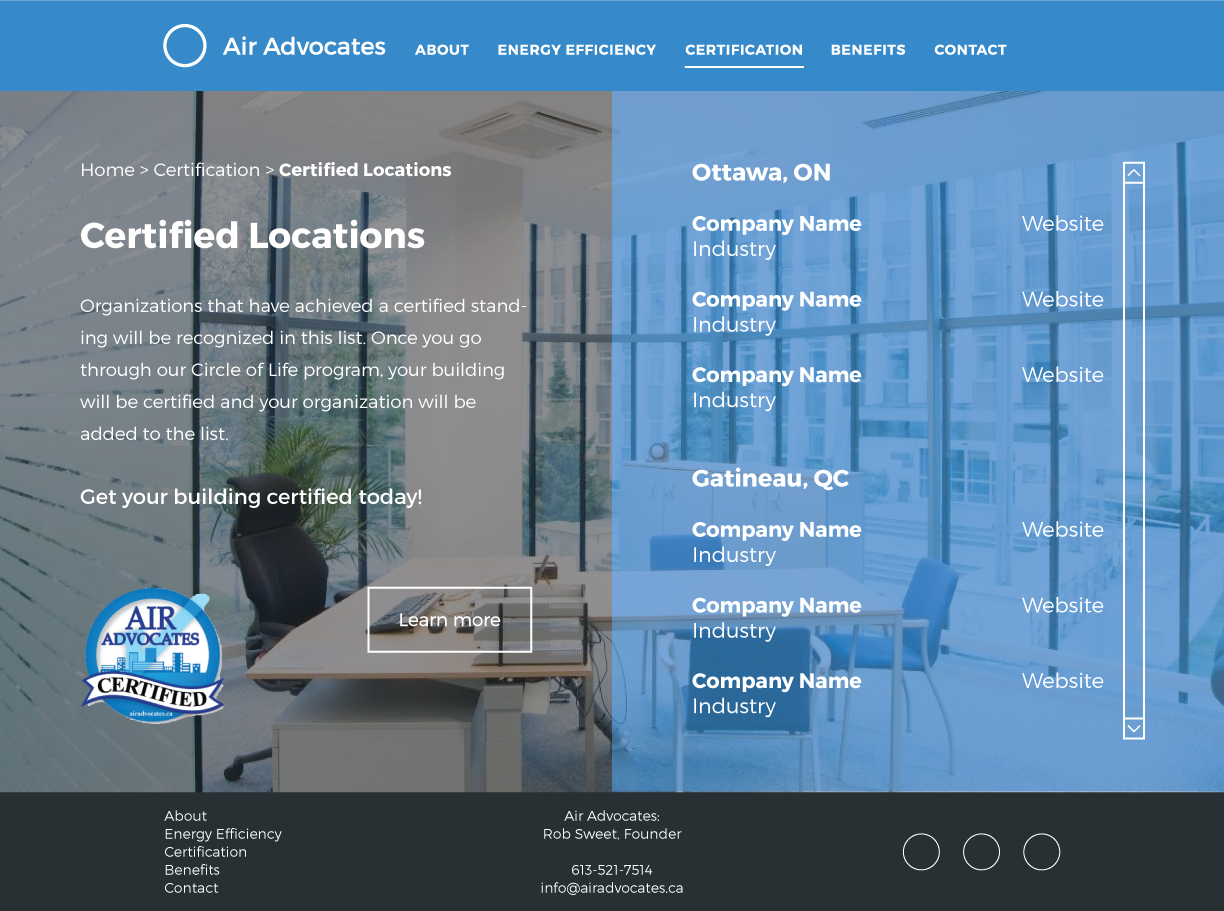 Air Advocates
ABOUT
ENERGY EFFICIENCY
CERTIFICATION
BENEFITS
CONTACT
Home > Certification > Certified Locations
Certified Locations
Organizations that have achieved a certified stand-
ing will be recognized in this list. Once you go
through our Circle of Life program, your building
will be certified and your organization will be
added to the list.
Get your building certified today!
AIR
ADVOCATES
CERTIFIED
airadvocates.ca
Learn more
Ottawa, ON
Company Name Website
Industry
Company Name Website
Industry
Company Name Website
Industry
Gatineau, QC
Company Name Website
Industry
Company Name Website
Industry
Company Name Website
Industry
About
Energy Efficiency
Certification
Benefits
Contact
Air Advocates:
Rob Sweet, Founder
613-521-7514
info@airadvocates.ca